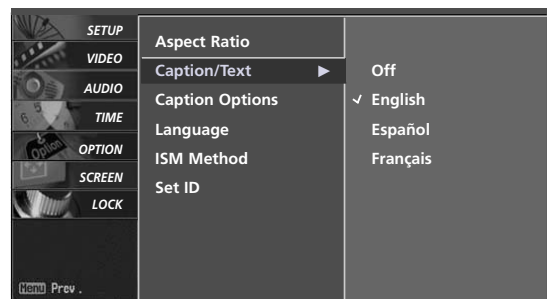 SETUP
VIDEO
AUDIO
TIME
OPTION
SCREEN
LOCK
Menu Prev.
Aspect Ratio
Caption/Text ►
Caption Options
Language
ISM Method
Set ID
Off
✓ English
Español
Français